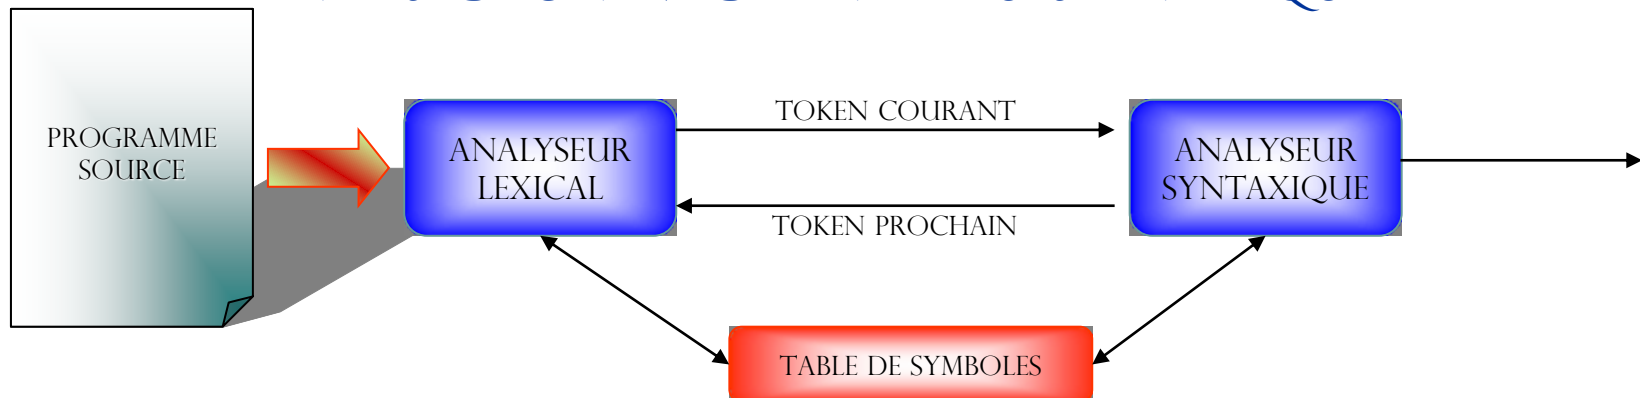 PROGRAMME
SOURCE
ANALYSEUR
LEXICAL
TOKEN COURANT
TOKEN PROCHAIN
ANALYSEUR
SYNTAXIQUE
TABLE DE SYMBOLES